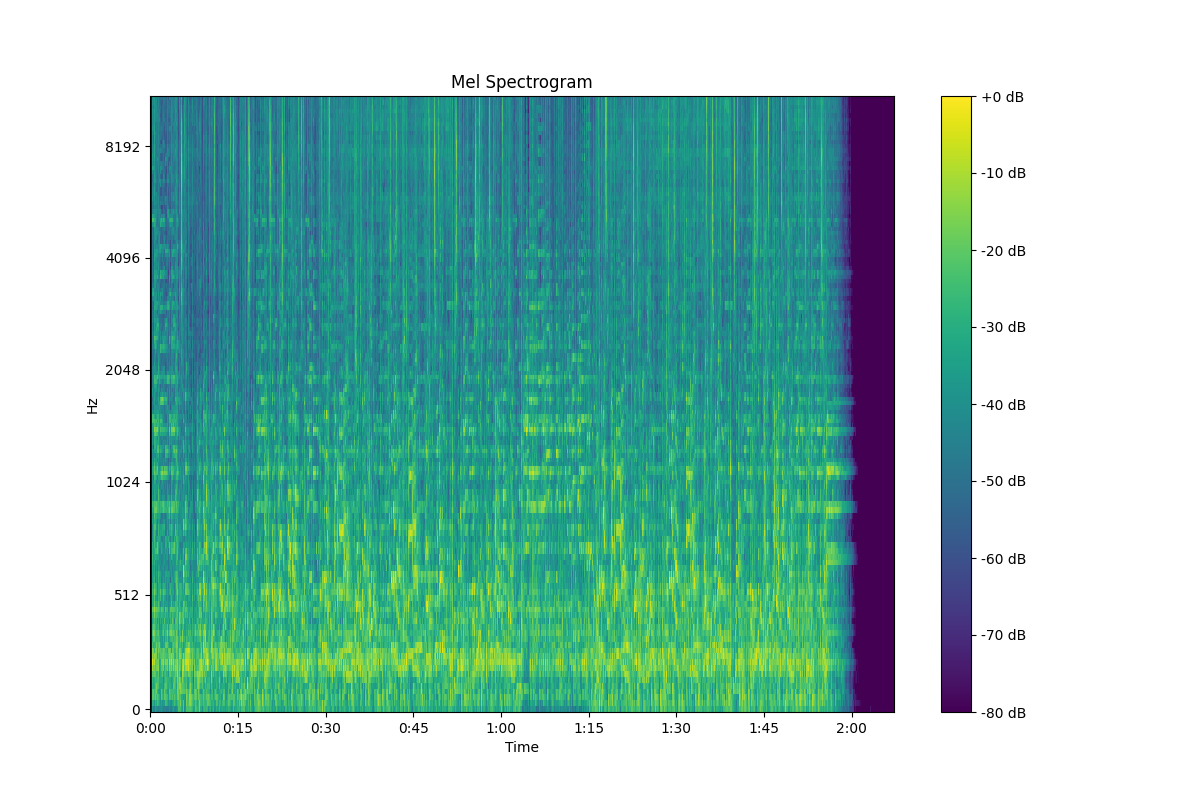 Mel Spectrogram
+0 dB
8192
-10 dB
-20 dB
4096
-30 dB
2048
-40 dB
Hz
1024
-50 dB
-60 dB
512
-70 dB
0
-80 dB
0:00 0:15 0:30 0:45 1:00 1:15 1:30 1:45 2:00
Time